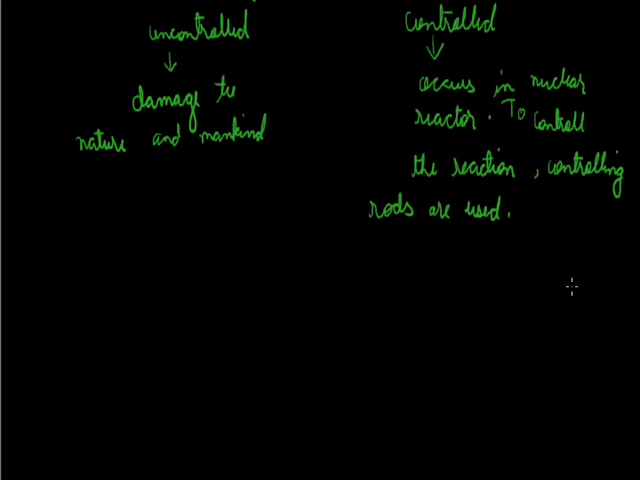 uncontrolled
damage to
nature and mankind
controlled
occurs in nuclear
reactor. To controll
the reaction, controlling
rods are used.